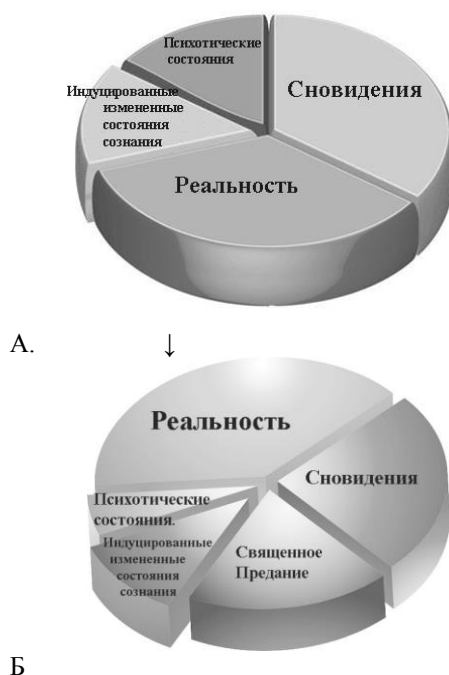 Психотические
состояния
Сновидения
Индуцированные
измененные
состояния
сознания
Реальность
А. ↓
Реальность
Сновидения
Психотические
состояния.
Индуцированные
измененные
состояния
сознания
Священное
Предание
Б